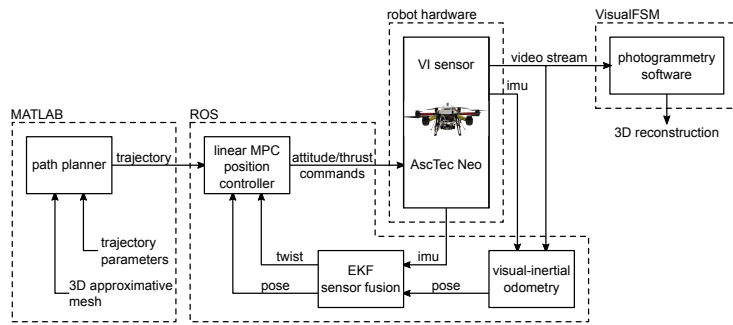 robot hardware
VisualFSM
VI sensor
video stream
photogrammetry
software
imu
3D reconstruction
MATLAB
ROS
path planner
trajectory
linear MPC
position
controller
attitude/thrust
commands
AscTec Neo
trajectory
parameters
3D approximative
mesh
twist
pose
EKF
sensor fusion
imu
pose
visual-inertial
odometry